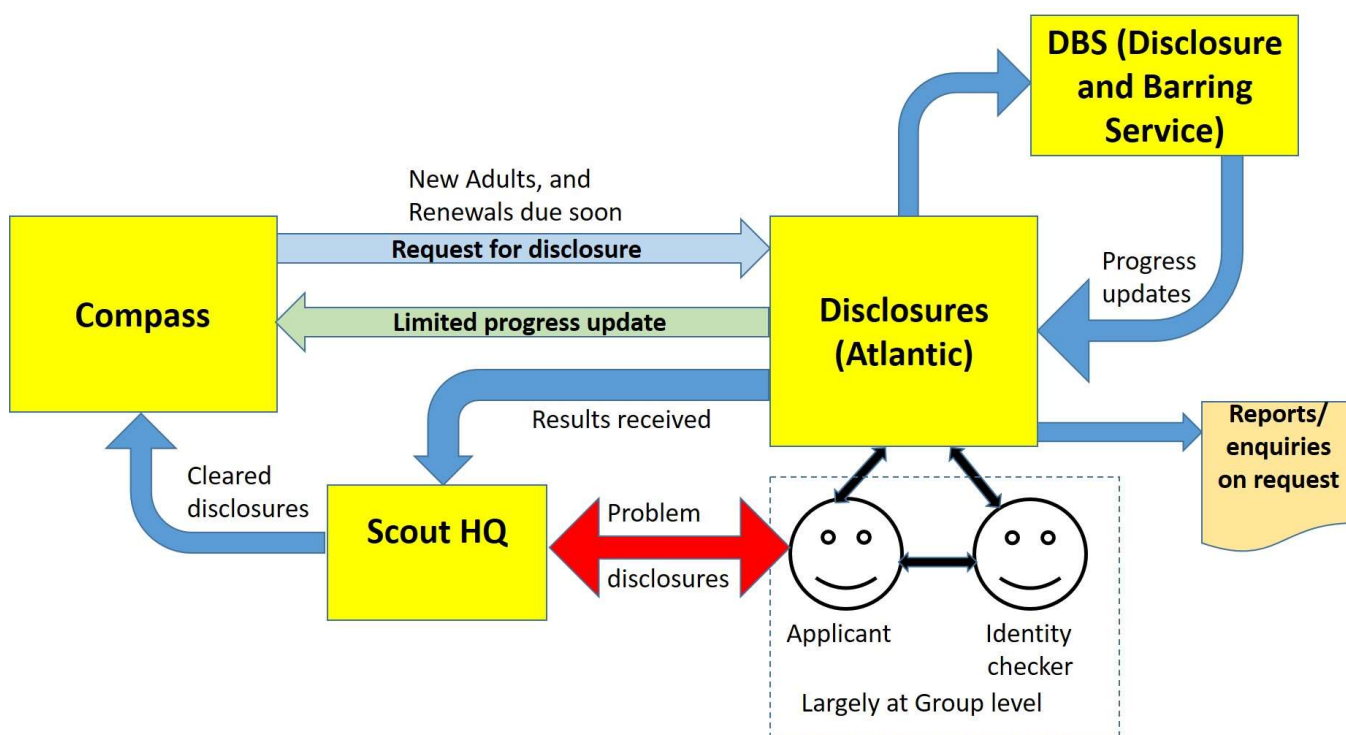 DBS (Disclosure
and Barring
Service)
New Adults, and
Renewals due soon
Request for disclosure
Compass
Limited progress update
Disclosures
(Atlantic)
Progress
updates
Results received
Reports/
enquiries
on request
Cleared
disclosures
Scout HQ
Problem
disclosures
Applicant
Identity
checker
Largely at Group level